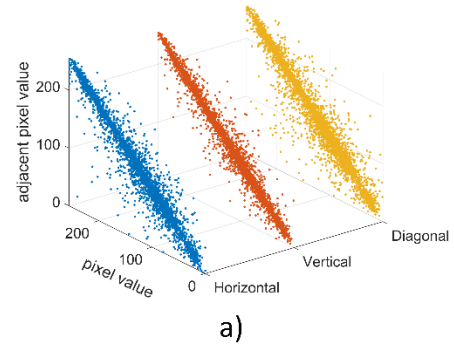 adjacent pixel value
200
100
0
200
100
0
pixel value
Horizontal
Vertical
Diagonal
a)